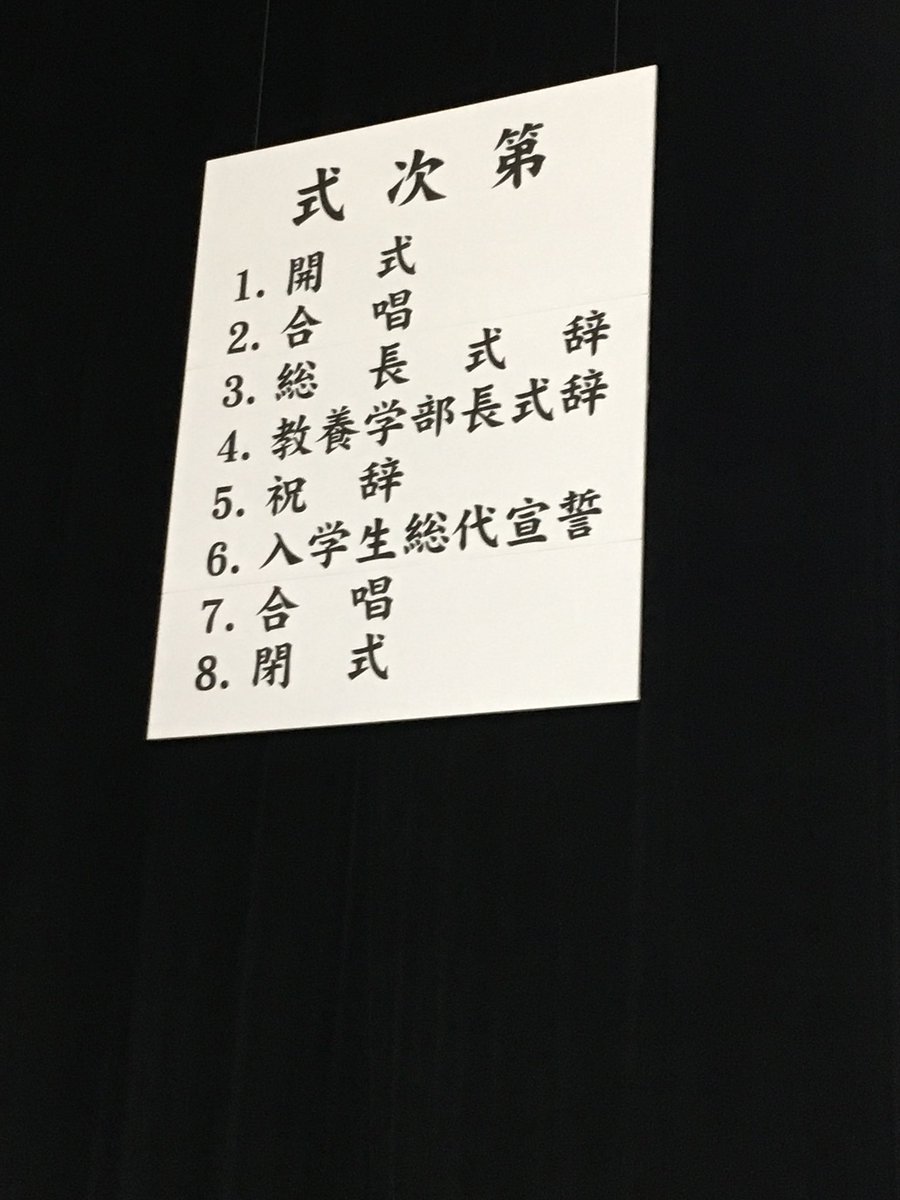 式次第
1. 開式
2. 合唱
3. 総長式辞
4. 教養学部長式辞
5. 祝辞
6. 入学生総代宣誓
7. 合唱
8. 閉式